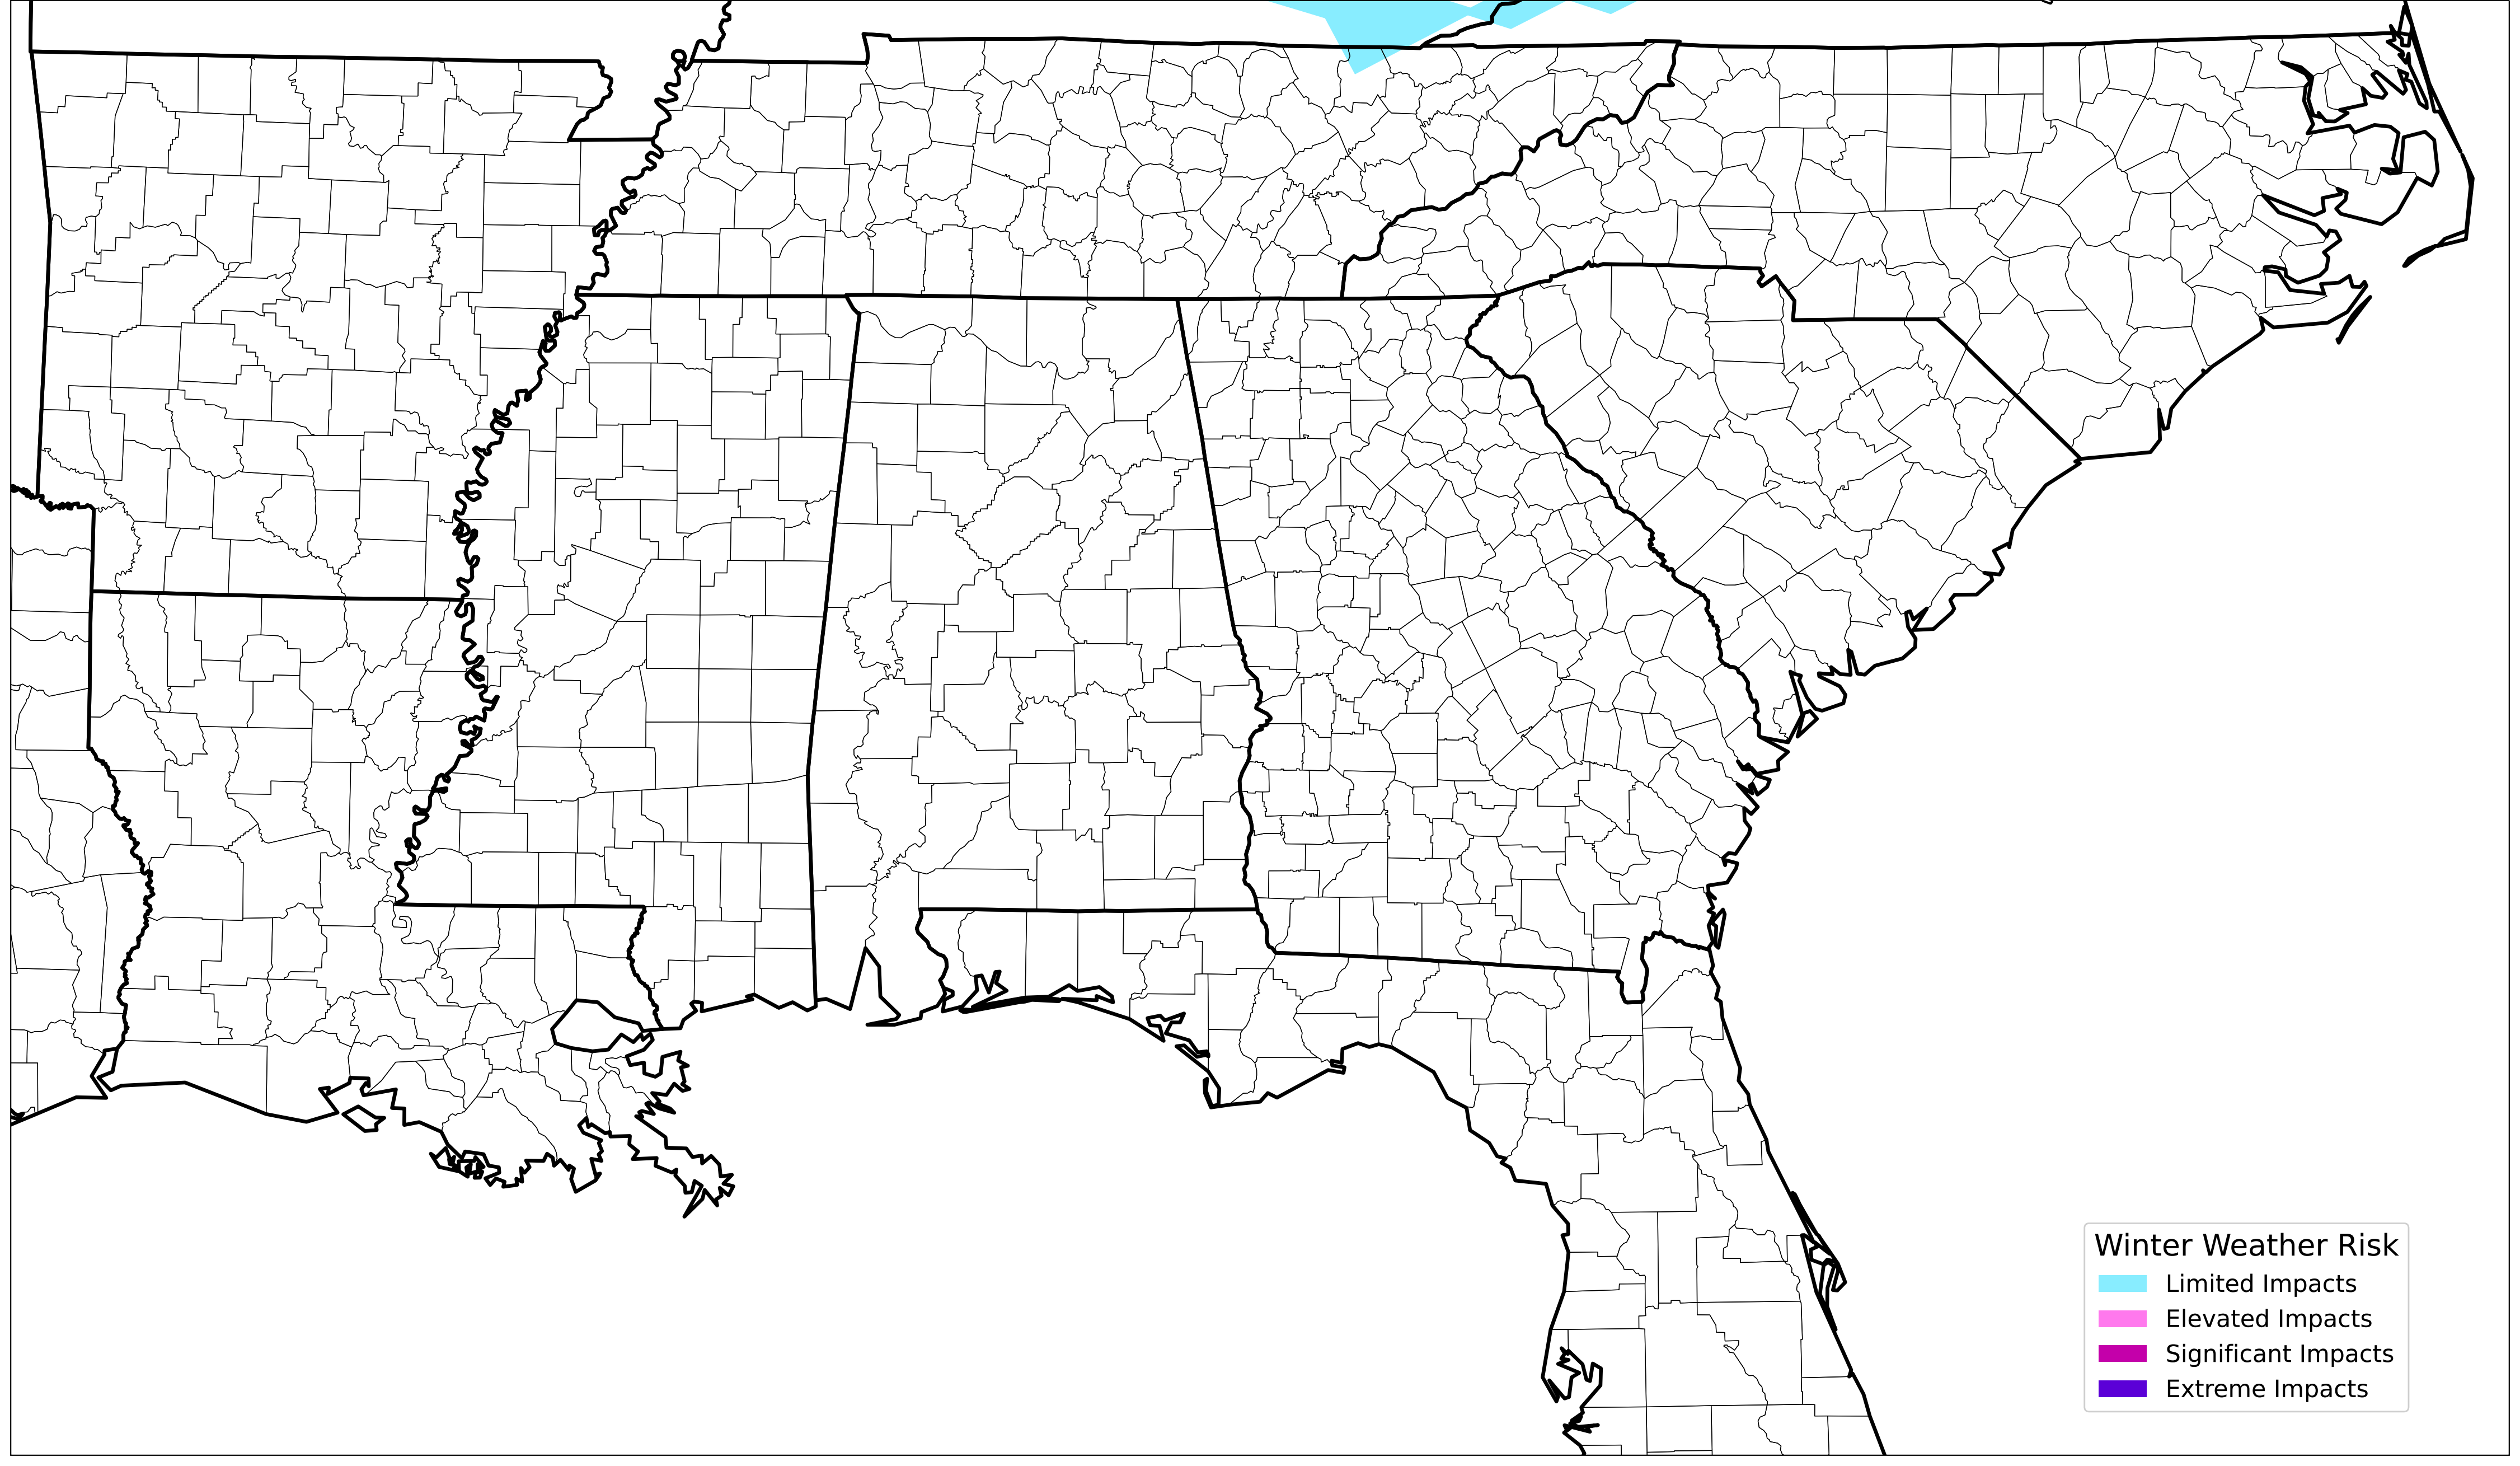 Winter Weather Risk
Limited Impacts
Elevated Impacts
Significant Impacts
Extreme Impacts